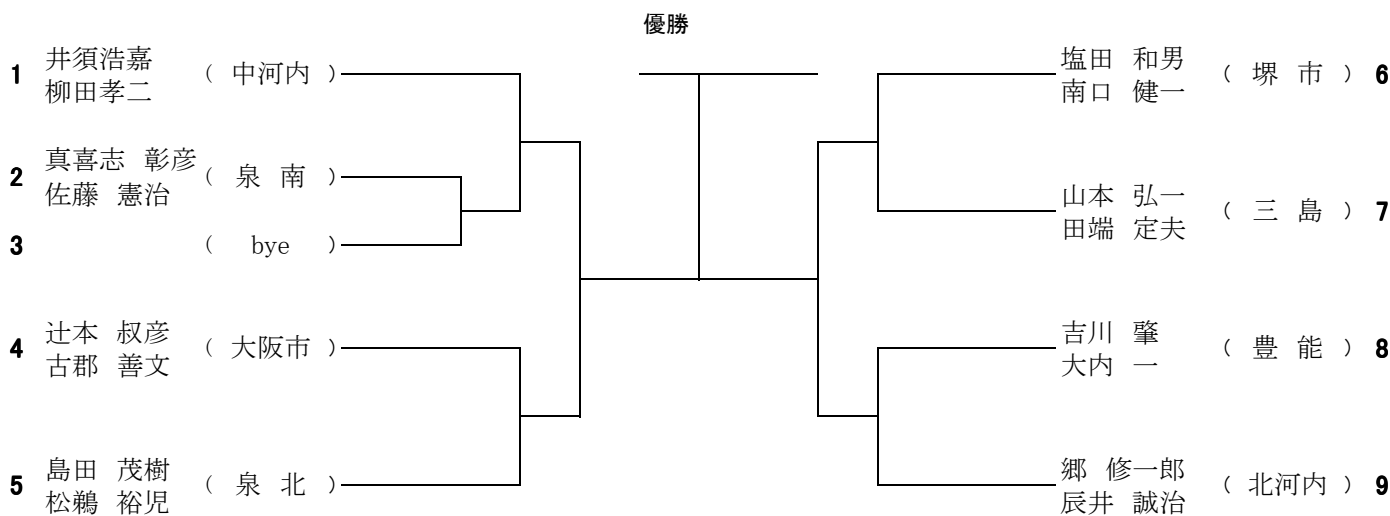 優勝
1 井須浩嘉 ( 中河内 )
柳田孝二
2 真喜志 彰彦 ( 泉 南 )
佐藤 憲治
3 ( bye )
4 辻本 叔彦 ( 大阪市 )
古郡 善文
5 島田 茂樹 ( 泉 北 )
松鵜 裕児
塩田 和男 ( 堺 市 ) 6
南口 健一
山本 弘一 ( 三 島 ) 7
田端 定夫
吉川 肇 ( 豊 能 ) 8
大内 一
郷 修一郎 ( 北河内 ) 9
辰井 誠治